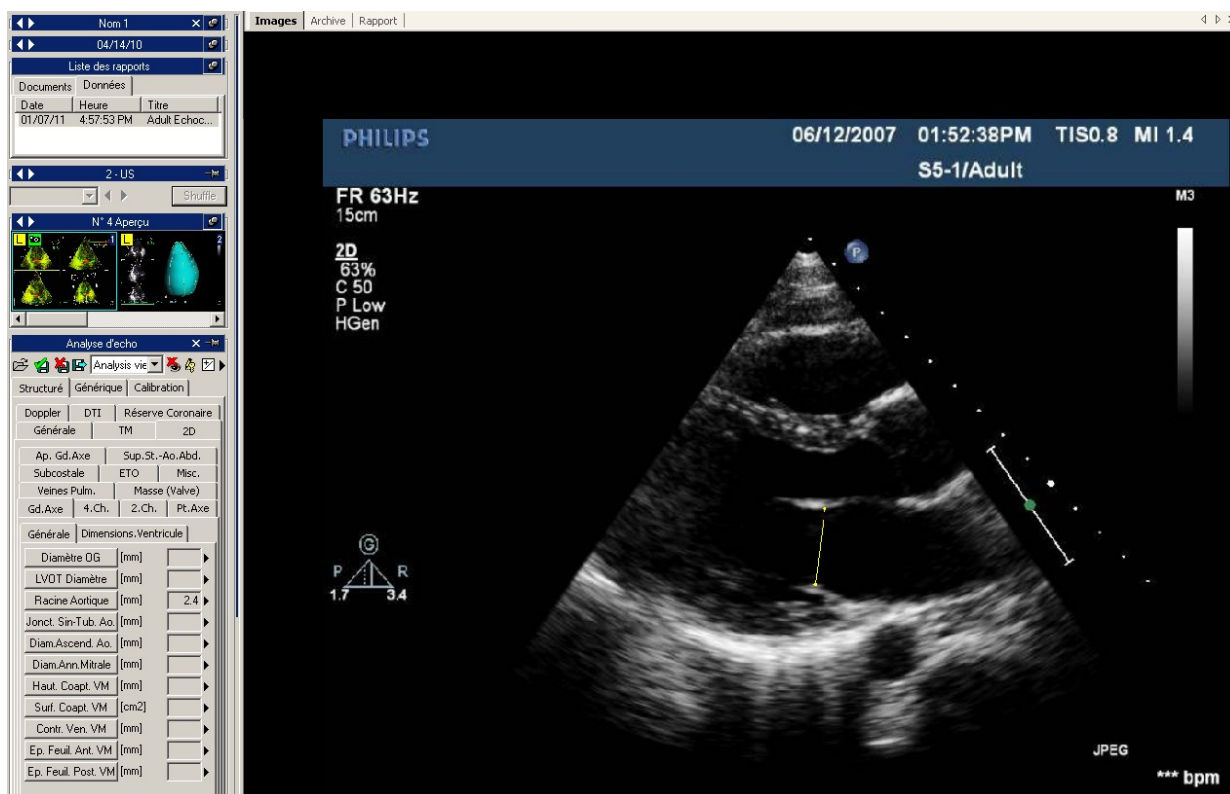 Nom 1
04/14/10
Liste des rapports
Documents Données
Date Heure Titre
01/07/11 4:57:53 PM Adult Echoc...
2 - US
Shuffle
N° 4 Aperçu
L L 1 2
Analyse d'echo
Analysis vie
Structuré Générique Calibration
Doppler DTI Réserve Coronaire
Générale TM 2D
Ap. Gd.Axe Sup.St.-Ao.Abd.
Subcostale ETO Misc.
Veines Pulm. Masse (Valve)
Gd.Axe 4.Ch. 2.Ch. Pt.Axe
Générale Dimensions.Ventricule
Diamètre OG [mm]
LVOT Diamètre [mm]
Racine Aortique [mm] 2.4
Jonct. Sin-Tub. Ao. [mm]
Diam.Ascend. Ao. [mm]
Diam.Ann.Mitrale [mm]
Haut. Coapt. VM [mm]
Surf. Coapt. VM [cm2]
Contr. Ven. VM [mm]
Ep. Feuil. Ant. VM [mm]
Ep. Feuil. Post. VM [mm]
Images Archive Rapport
PHILIPS 06/12/2007 01:52:38PM TIS0.8 MI 1.4
S5-1/Adult
FR 63Hz
15cm
M3
2D
63%
C 50
P Low
HGen
P
G
P R
1.7 3.4
JPEG
*** bpm